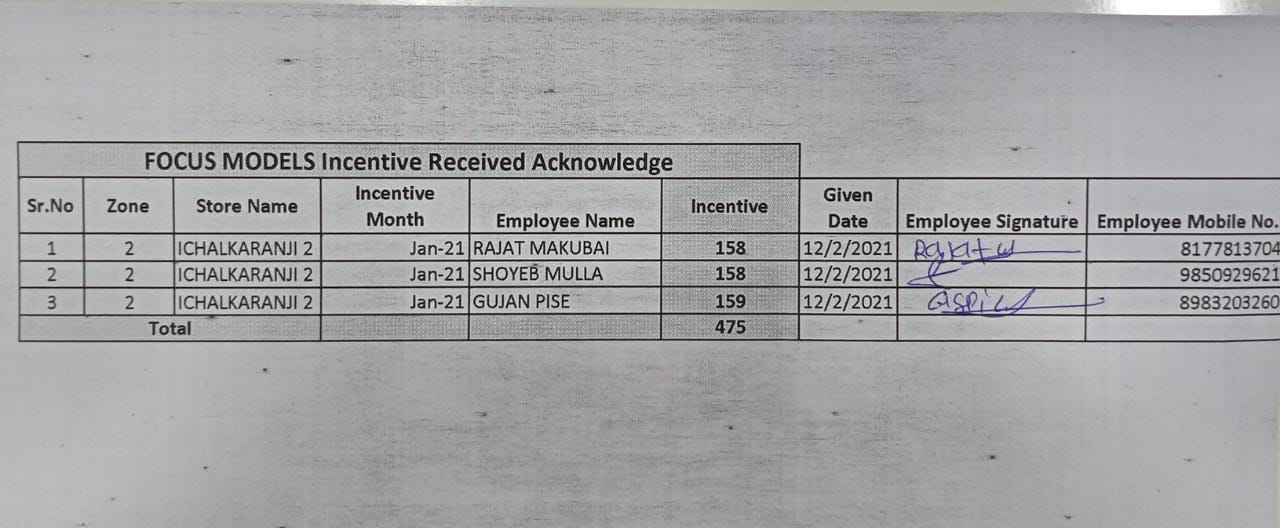 FOCUS MODELS Incentive Received Acknowledge
Sr.No Zone Store Name Incentive Month Employee Name Incentive Given Date Employee Signature Employee Mobile No.
1 2 ICHALKARANJI 2 Jan-21 RAJAT MAKUBAI 158 12/2/2021 8177813704
2 2 ICHALKARANJI 2 Jan-21 SHOYEB MULLA 158 12/2/2021 9850929621
3 2 ICHALKARANJI 2 Jan-21 GUJAN PISE 159 12/2/2021 8983203260
Total 475